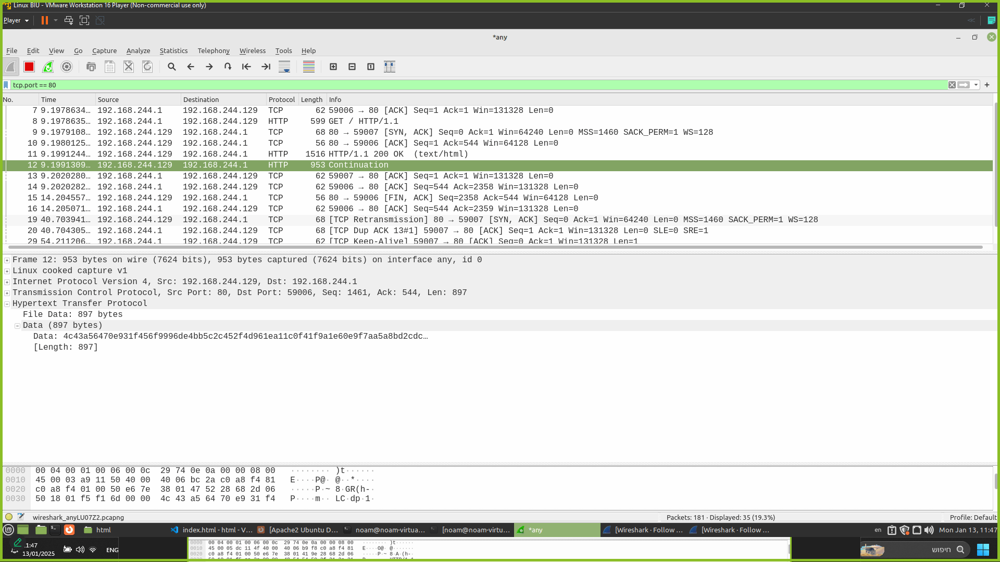 Linux BIU - VMware Workstation 16 Player (Non-commercial use only)
Player
*any
File Edit View Go Capture Analyze Statistics Telephony Wireless Tools Help
tcp.port == 80
No. Time Source Destination Protocol Length Info
7 9.1978634… 192.168.244.1 192.168.244.129 TCP 62 59006 → 80 [ACK] Seq=1 Ack=1 Win=131328 Len=0
8 9.1978635… 192.168.244.1 192.168.244.129 HTTP 599 GET / HTTP/1.1
9 9.1979108… 192.168.244.129 192.168.244.1 TCP 68 80 → 59007 [SYN, ACK] Seq=0 Ack=1 Win=64240 Len=0 MSS=1460 SACK_PERM=1 WS=128
10 9.1980125… 192.168.244.129 192.168.244.1 TCP 56 80 → 59006 [ACK] Seq=1 Ack=544 Win=64128 Len=0
11 9.1991244… 192.168.244.129 192.168.244.1 HTTP 1516 HTTP/1.1 200 OK (text/html)
12 9.1991309… 192.168.244.129 192.168.244.1 HTTP 953 Continuation
13 9.2020280… 192.168.244.1 192.168.244.129 TCP 62 59007 → 80 [ACK] Seq=1 Ack=1 Win=131328 Len=0
14 9.2020282… 192.168.244.1 192.168.244.129 TCP 62 59006 → 80 [ACK] Seq=544 Ack=2358 Win=131328 Len=0
15 14.204557… 192.168.244.129 192.168.244.1 TCP 56 80 → 59006 [FIN, ACK] Seq=2358 Ack=544 Win=64128 Len=0
16 14.205071… 192.168.244.1 192.168.244.129 TCP 62 59006 → 80 [ACK] Seq=544 Ack=2359 Win=131328 Len=0
19 40.703941… 192.168.244.129 192.168.244.1 TCP 68 [TCP Retransmission] 80 → 59007 [SYN, ACK] Seq=0 Ack=1 Win=64240 Len=0 MSS=1460 SACK_PERM=1 WS=128
20 40.704305… 192.168.244.1 192.168.244.129 TCP 68 [TCP Dup ACK 13#1] 59007 → 80 [ACK] Seq=1 Ack=1 Win=131328 Len=0 SLE=0 SRE=1
29 54.211206… 192.168.244.1 192.168.244.129 TCP 62 [TCP Keep-Alive] 59007 → 80 [ACK] Seq=0 Ack=1 Win=131328 Len=1
Frame 12: 953 bytes on wire (7624 bits), 953 bytes captured (7624 bits) on interface any, id 0
Linux cooked capture v1
Internet Protocol Version 4, Src: 192.168.244.129, Dst: 192.168.244.1
Transmission Control Protocol, Src Port: 80, Dst Port: 59006, Seq: 1461, Ack: 544, Len: 897
Hypertext Transfer Protocol
File Data: 897 bytes
Data (897 bytes)
Data: 4c43a56470e931f456f9996de4bb5c2c452f4d961ea11c0f41f9a1e60e9f7aa5a8bd2cdc…
[Length: 897]
0000 00 04 00 01 00 06 00 0c 29 74 0e 0a 00 00 08 00 ········ )t······
0010 45 00 03 a9 11 50 40 00 40 06 bc 2a c0 a8 f4 81 E····P@· @··*····
0020 c0 a8 f4 01 00 50 e6 7e 38 01 47 52 28 68 2d 06 ·····P·~ 8·GR(h-·
0030 50 18 01 f5 f1 6d 00 00 4c 43 a5 64 70 e9 31 f4 P····m·· LC·dp·1·
wireshark_anyLU07Z2.pcapng Packets: 181 · Displayed: 35 (19.3%) Profile: Default
html index.html - html - V... [Apache2 Ubuntu D... noam@noam-virtua... [noam@noam-virtu... *any [Wireshark · Follow ... [Wireshark · Follow ... en Mon Jan 13, 11:47
11:47
13/01/2025
ENG
0000 00 04 00 01 00 06 00 0c 29 74 0e 0a 00 00 08 00 ········ )t······
0010 45 00 05 dc 11 4f 40 00 40 06 b9 f8 c0 a8 f4 81 E····O@· @·······
0020 c0 a8 f4 01 00 50 e6 7e 38 01 41 9e 28 68 2d 06 ·····P·~ 8·A·(h-·
חיפוש